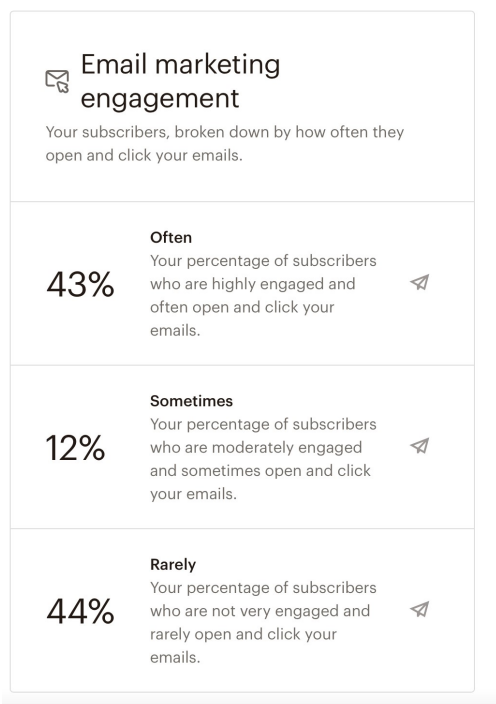 Email marketing
engagement
Your subscribers, broken down by how often they
open and click your emails.
Often
43%
Your percentage of subscribers
who are highly engaged and
often open and click your
emails.
Sometimes
12%
Your percentage of subscribers
who are moderately engaged
and sometimes open and click
your emails.
Rarely
44%
Your percentage of subscribers
who are not very engaged and
rarely open and click your
emails.